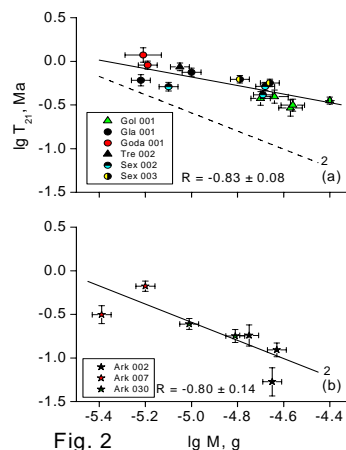 0.5
0.0
-0.5
-1.0
-1.5
lg T21, Ma
Gol 001
Gla 001
Goda 001
Tre 002
Sex 002
Sex 003
2
(a)
R = -0.83 ± 0.08
0.0
-0.5
-1.0
-1.5
Ark 002
Ark 007
Ark 030
2
(b)
R = -0.80 ± 0.14
-5.4 -5.2 -5.0 -4.8 -4.6 -4.4
Fig. 2 lg M, g